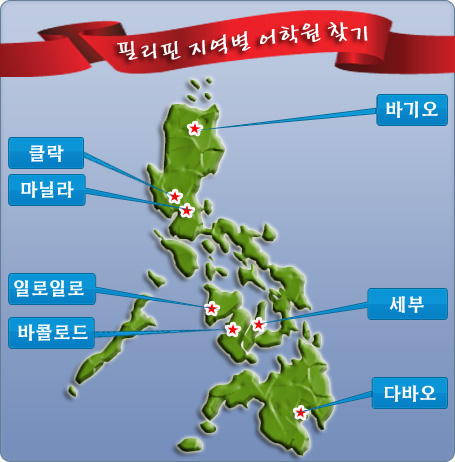 필리핀 지역별 어학원 찾기
바기오
클락
마닐라
일로일로
세부
바콜로드
다바오